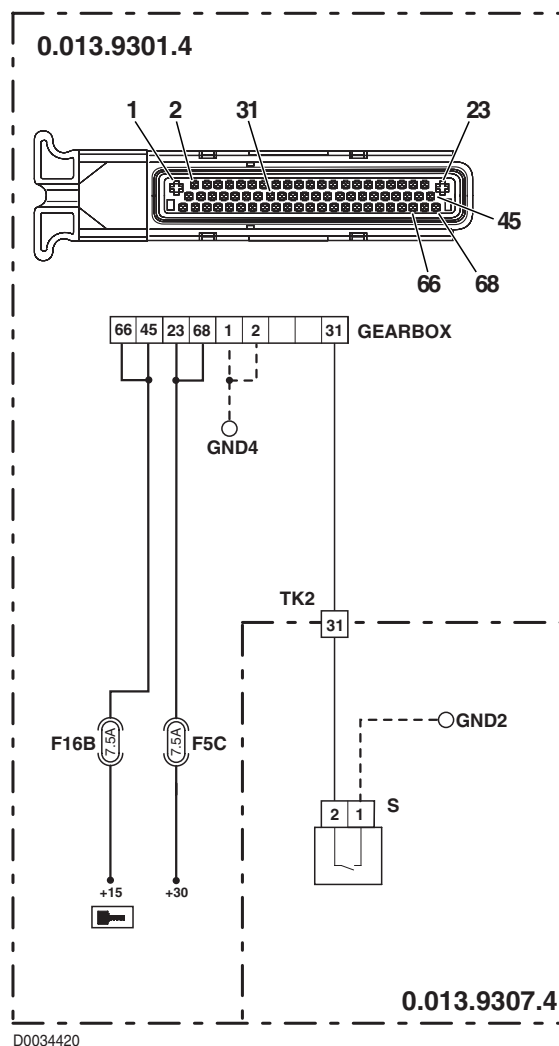 0.013.9301.4
1 2 31 23
45
66 68
66 45 23 68 1 2 31 GEARBOX
GND4
TK2
31
F16B 7.5A 7.5A F5C
GND2
2 1 S
+15 +30
0.013.9307.4
D0034420